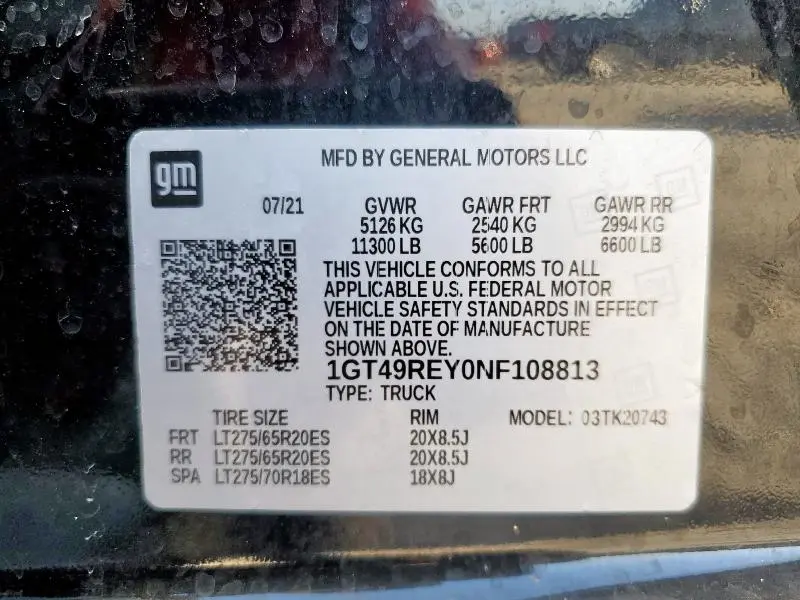 gm
MFD BY GENERAL MOTORS LLC
07/21 GVWR GAWR FRT GAWR RR
5126 KG 2540 KG 2994 KG
11300 LB 5600 LB 6600 LB
THIS VEHICLE CONFORMS TO ALL
APPLICABLE U.S. FEDERAL MOTOR
VEHICLE SAFETY STANDARDS IN EFFECT
ON THE DATE OF MANUFACTURE
SHOWN ABOVE.
1GT49REY0NF108813
TYPE: TRUCK
TIRE SIZE RIM MODEL: 03TK20743
FRT LT275/65R20ES 20X8.5J
RR LT275/65R20ES 20X8.5J
SPA LT275/70R18ES 18X8J